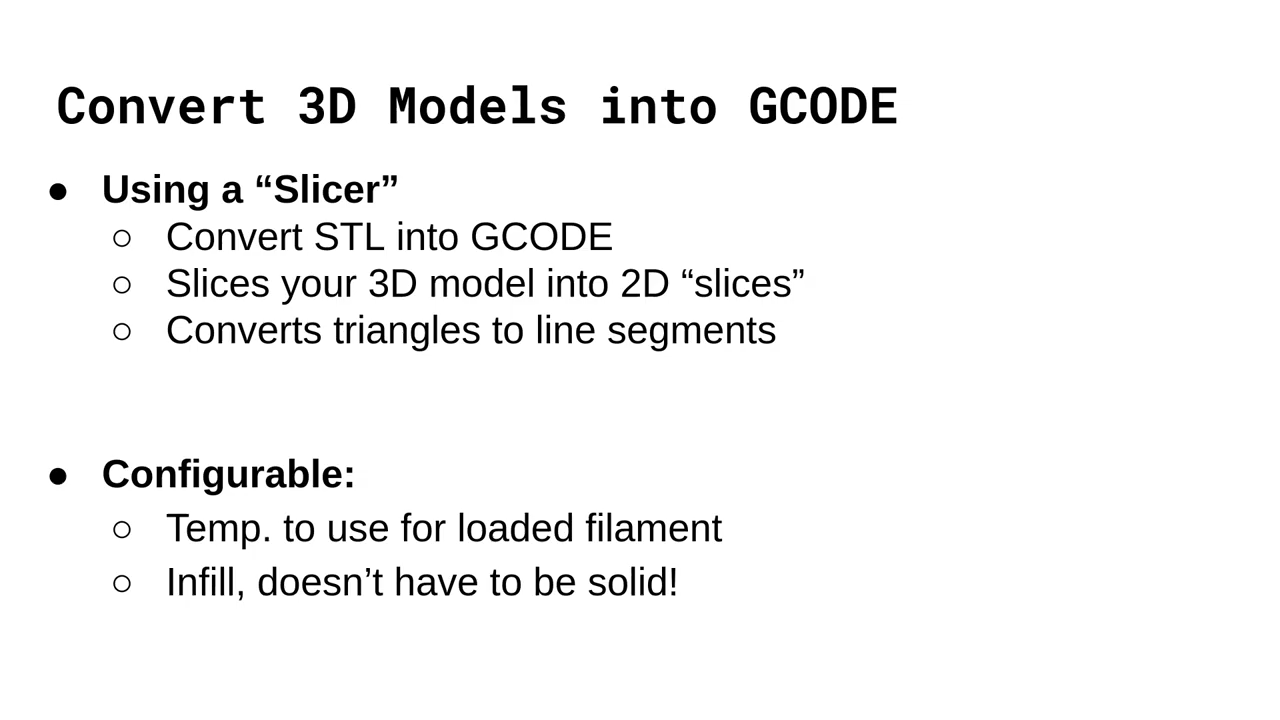 Convert 3D Models into GCODE
● Using a “Slicer”
○ Convert STL into GCODE
○ Slices your 3D model into 2D “slices”
○ Converts triangles to line segments
● Configurable:
○ Temp. to use for loaded filament
○ Infill, doesn’t have to be solid!